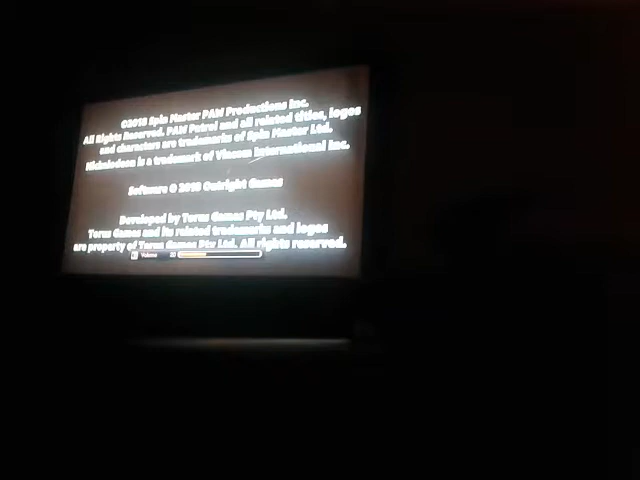 ©2018 Spin Master PAW Productions Inc.
All Rights Reserved. PAW Patrol and all related titles, logos
and characters are trademarks of Spin Master Ltd.
Nickelodeon is a trademark of Viacom International Inc.
Software © 2018 Outright Games
Developed by Torus Games Pty Ltd.
Torus Games and its related trademarks and logos
are property of Torus Games Pty Ltd. All rights reserved.
Volume